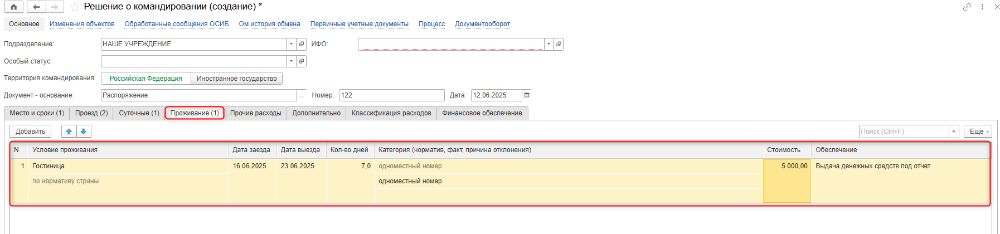 Решение о командировании (создание) *
Основное Изменения объектов Обработанные сообщения ОСИБ Ом история обмена Первичные учетные документы Процесс Документооборот
Подразделение: НАШЕ УЧРЕЖДЕНИЕ ИФО:
Особый статус:
Территория командирования: Российская Федерация Иностранное государство
Документ - основание: Распоряжение ... Номер: 122 Дата: 12.06.2025
Место и сроки (1) Проезд (2) Суточные (1) Проживание (1) Прочие расходы Дополнительно Классификация расходов Финансовое обеспечение
Добавить Поиск (Ctrl+F) × Еще
N Условие проживания Дата заезда Дата выезда Кол-во дней Категория (норматив, факт, причина отклонения) Стоимость Обеспечение
1 Гостиница 16.06.2025 23.06.2025 7,0 одноместный номер 5 000,00 Выдача денежных средств под отчет
по нормативу страны одноместный номер